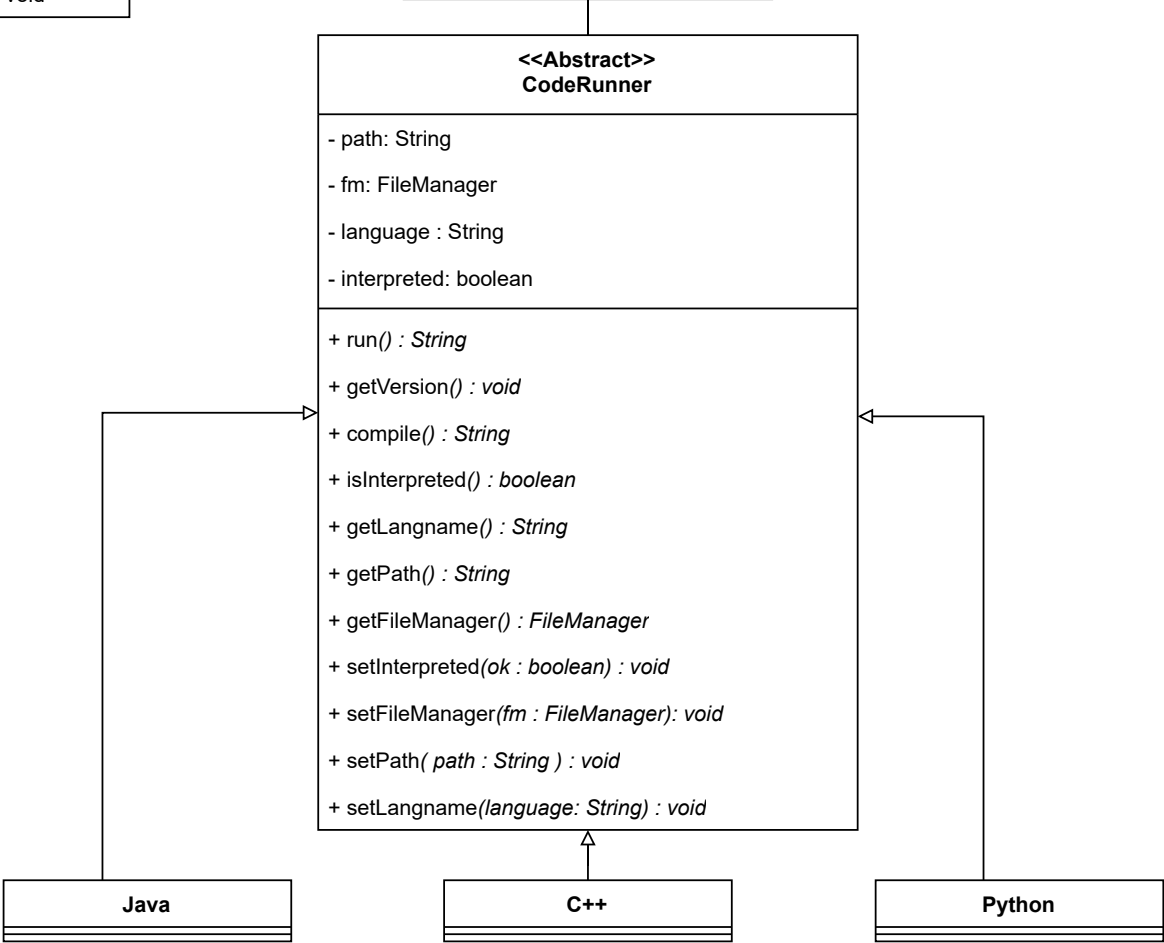 void
<<Abstract>>
CodeRunner
- path: String
- fm: FileManager
- language : String
- interpreted: boolean
+ run() : String
+ getVersion() : void
+ compile() : String
+ isInterpreted() : boolean
+ getLangname() : String
+ getPath() : String
+ getFileManager() : FileManager
+ setInterpreted(ok : boolean) : void
+ setFileManager(fm : FileManager): void
+ setPath( path : String ) : void
+ setLangname(language: String) : void
Java
C++
Python